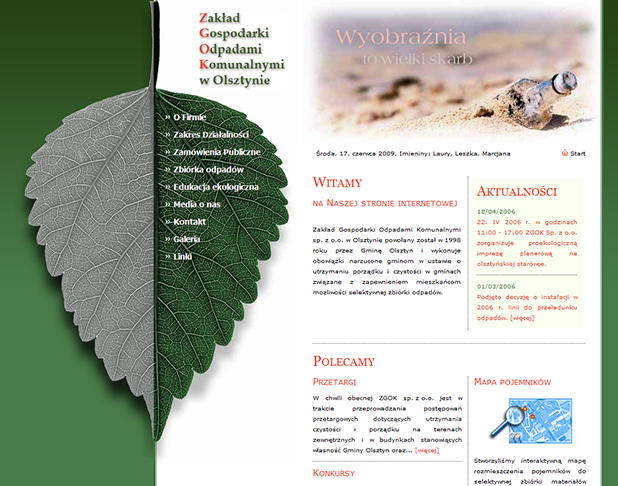 Zakład
Gospodarki
Odpadami
Komunalnymi
w Olsztynie
» O Firmie
» Zakres Działalności
» Zamówienia Publiczne
» Zbiórka odpadów
» Edukacja ekologiczna
» Media o nas
» Kontakt
» Galeria
» Linki
Wyobraźnia
to wielki skarb
Środa, 17. czerwca 2009, Imieniny: Laury, Leszka, Marcjana
Start
Witamy
na Naszej stronie internetowej
Zakład Gospodarki Odpadami Komunalnymi
sp. z o.o. w Olsztynie powołany został w 1998
roku przez Gminę Olsztyn i wykonuje
obowiązki narzucone gminom w ustawie o
utrzymaniu porządku i czystości w gminach
związane z zapewnieniem mieszkańcom
możliwości selektywnej zbiórki odpadów.
Aktualności
18/04/2006
22. IV 2006 r. w godzinach
11:00 - 17:00 ZGOK Sp. z o.o.
zorganizuje proekologiczną
imprezę plenerową na
olsztyńskiej starówce.
01/03/2006
Podjęto decyzję o instalacji w
2006 r. linii do przeładunku
odpadów. [więcej]
Polecamy
Przetargi
W chwili obecnej ZGOK sp. z o.o. jest w
trakcie przeprowadzania postępowań
przetargowych dotyczących utrzymania
czystości i porządku na terenach
zewnętrznych i w budynkach stanowiących
własność Gminy Olsztyn oraz... [więcej]
Konkursy
Mapa pojemników
Stworzyliśmy interaktywną mapę
rozmieszczenia pojemników do
selektywnej zbiórki materiałów